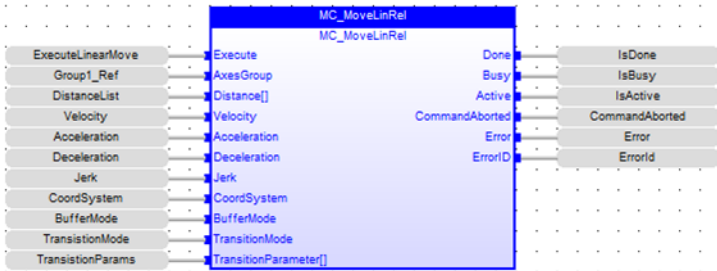 MC_MoveLinRel
MC_MoveLinRel
ExecuteLinearMove Execute Done IsDone
Group1_Ref AxesGroup Busy IsBusy
DistanceList Distance[] Active IsActive
Velocity Velocity CommandAborted CommandAborted
Acceleration Acceleration Error Error
Deceleration Deceleration ErrorID ErrorId
Jerk Jerk
CoordSystem CoordSystem
BufferMode BufferMode
TransistionMode TransitionMode
TransistionParams TransitionParameter[]